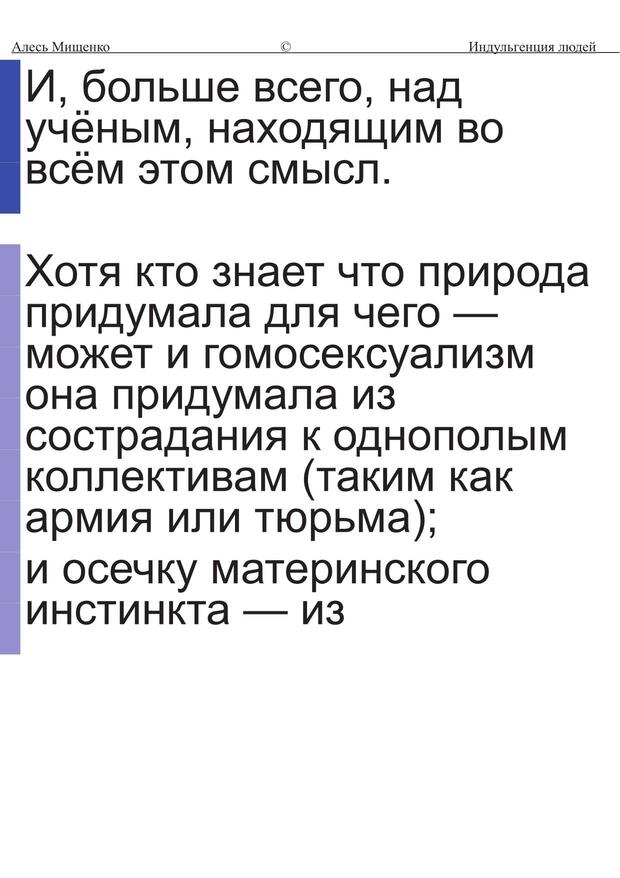 Алесь Мищенко © Индульгенция людей
И, больше всего, над
учёным, находящим во
всём этом смысл.
Хотя кто знает что природа
придумала для чего —
может и гомосексуализм
она придумала из
сострадания к однополым
коллективам (таким как
армия или тюрьма);
и осечку материнского
инстинкта — из